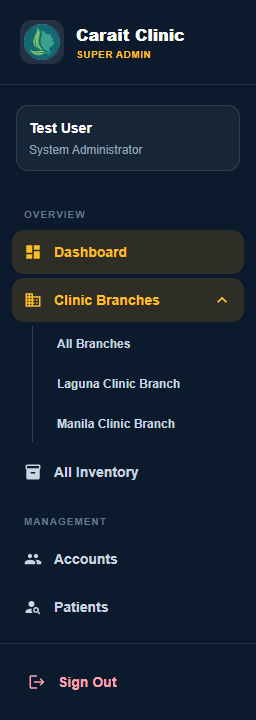 Carait Clinic
SUPER ADMIN
Test User
System Administrator
OVERVIEW
Dashboard
Clinic Branches
All Branches
Laguna Clinic Branch
Manila Clinic Branch
All Inventory
MANAGEMENT
Accounts
Patients
Sign Out